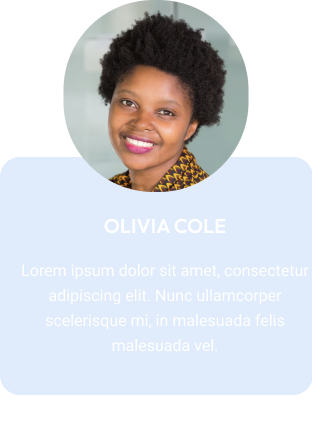 OLIVIA COLE
Lorem ipsum dolor sit amet, consectetur
adipiscing elit. Nunc ullamcorper
scelerisque mi, in malesuada felis
malesuada vel.